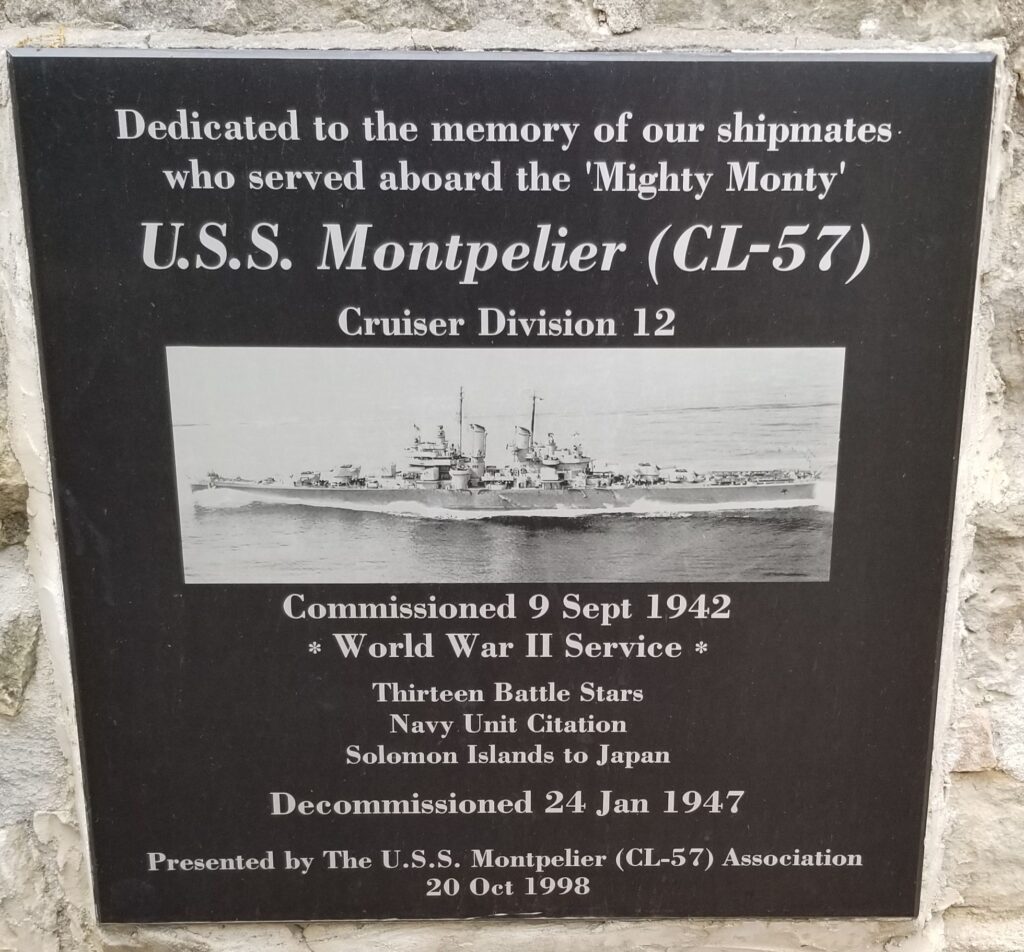 Dedicated to the memory of our shipmates
who served aboard the 'Mighty Monty'
U.S.S. Montpelier (CL-57)
Cruiser Division 12
Commissioned 9 Sept 1942
* World War II Service *
Thirteen Battle Stars
Navy Unit Citation
Solomon Islands to Japan
Decommissioned 24 Jan 1947
Presented by The U.S.S. Montpelier (CL-57) Association
20 Oct 1998